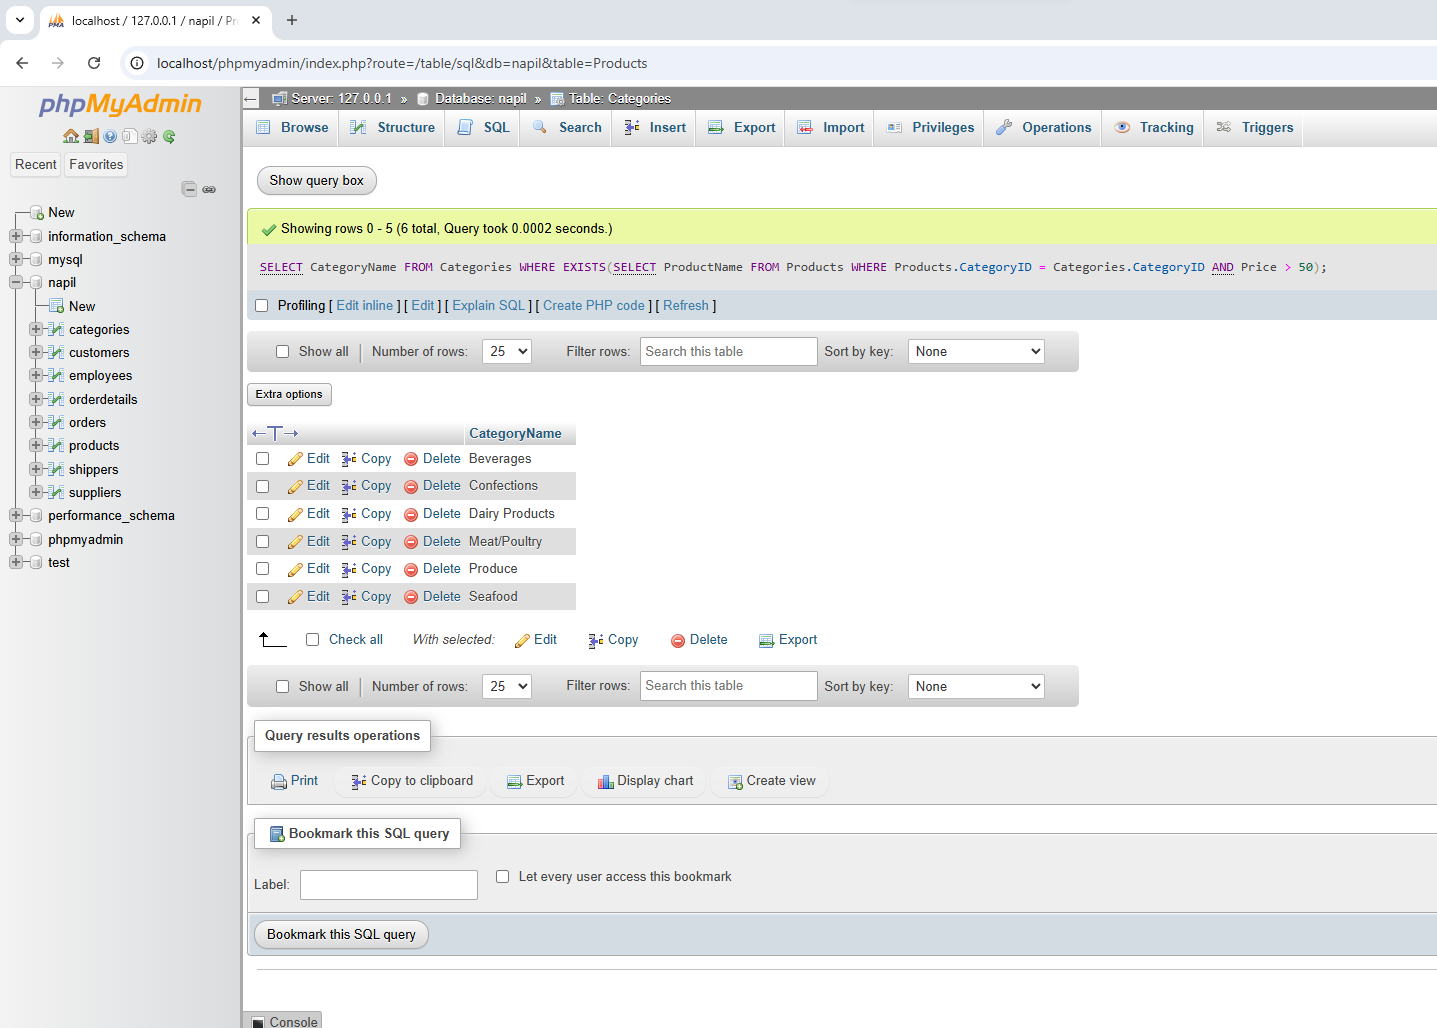 localhost / 127.0.0.1 / napil / Pr
localhost/phpmyadmin/index.php?route=/table/sql&db=napil&table=Products
phpMyAdmin
Recent Favorites
New
information_schema
mysql
napil
New
categories
customers
employees
orderdetails
orders
products
shippers
suppliers
performance_schema
phpmyadmin
test
Server: 127.0.0.1 » Database: napil » Table: Categories
Browse Structure SQL Search Insert Export Import Privileges Operations Tracking Triggers
Show query box
Showing rows 0 - 5 (6 total, Query took 0.0002 seconds.)
SELECT CategoryName FROM Categories WHERE EXISTS(SELECT ProductName FROM Products WHERE Products.CategoryID = Categories.CategoryID AND Price > 50);
Profiling [ Edit inline ] [ Edit ] [ Explain SQL ] [ Create PHP code ] [ Refresh ]
Show all Number of rows: 25 Filter rows: Search this table Sort by key: None
Extra options
CategoryName
Edit Copy Delete Beverages
Edit Copy Delete Confections
Edit Copy Delete Dairy Products
Edit Copy Delete Meat/Poultry
Edit Copy Delete Produce
Edit Copy Delete Seafood
Check all With selected: Edit Copy Delete Export
Show all Number of rows: 25 Filter rows: Search this table Sort by key: None
Query results operations
Print Copy to clipboard Export Display chart Create view
Bookmark this SQL query
Label: Let every user access this bookmark
Bookmark this SQL query
Console